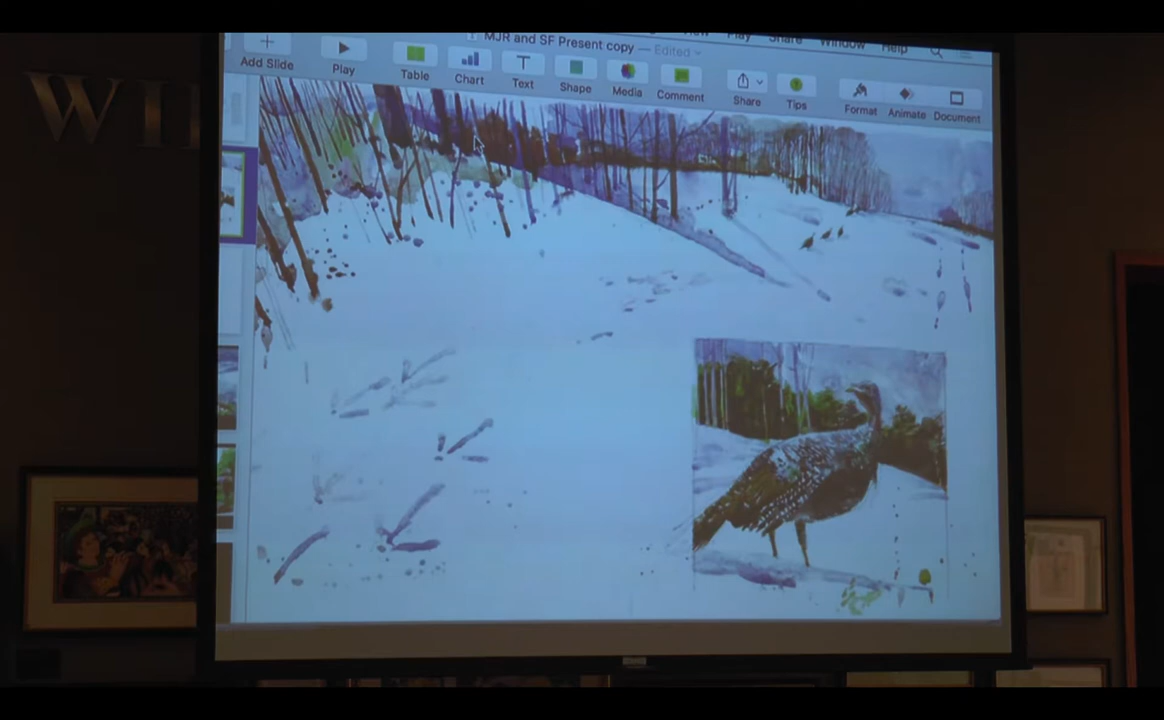 MJR and SF Present copy — Edited
Play Share Window Help
Add Slide Play Table Chart Text Shape Media Comment Share Tips Format Animate Document
WI